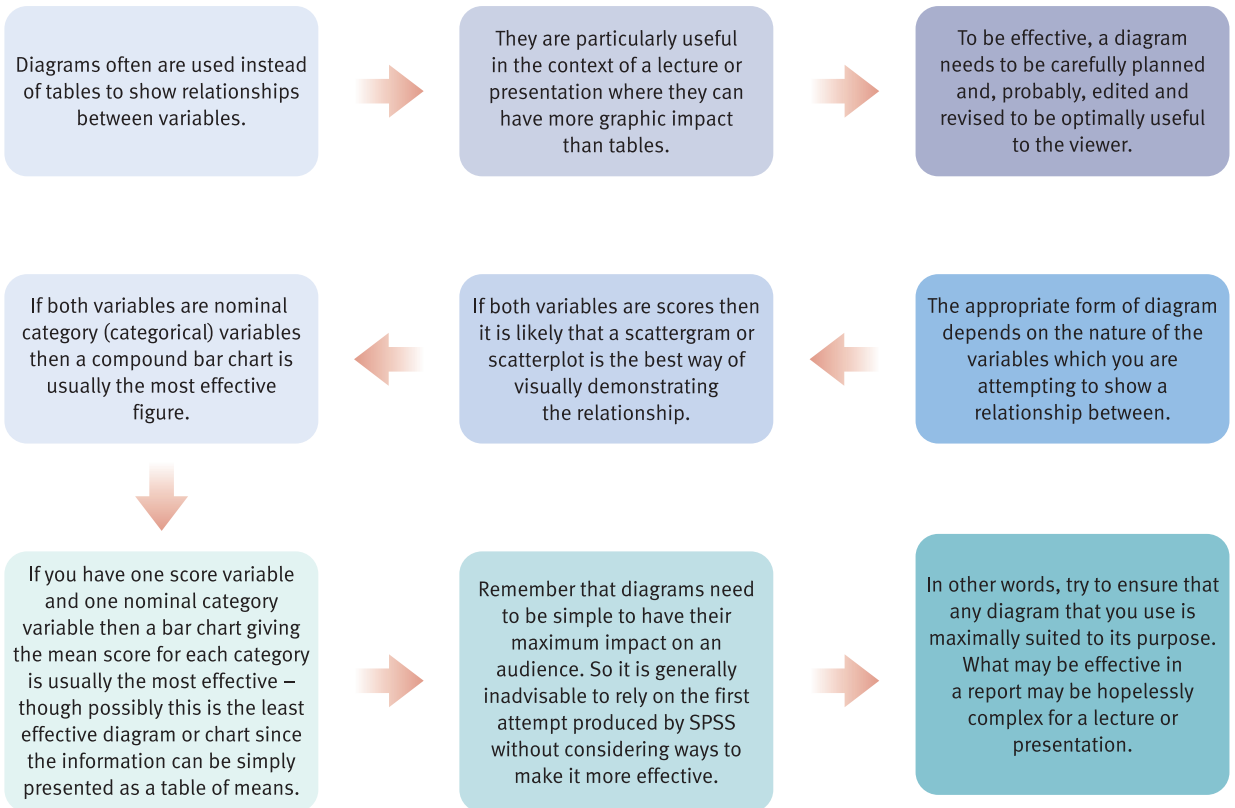 Diagrams often are used instead
of tables to show relationships
between variables.
They are particularly useful
in the context of a lecture or
presentation where they can
have more graphic impact
than tables.
To be effective, a diagram
needs to be carefully planned
and, probably, edited and
revised to be optimally useful
to the viewer.
The appropriate form of diagram
depends on the nature of the
variables which you are
attempting to show a
relationship between.
If both variables are scores then
it is likely that a scattergram or
scatterplot is the best way of
visually demonstrating
the relationship.
If both variables are nominal
category (categorical) variables
then a compound bar chart is
usually the most effective
figure.
If you have one score variable
and one nominal category
variable then a bar chart giving
the mean score for each category
is usually the most effective –
though possibly this is the least
effective diagram or chart since
the information can be simply
presented as a table of means.
Remember that diagrams need
to be simple to have their
maximum impact on an
audience. So it is generally
inadvisable to rely on the first
attempt produced by SPSS
without considering ways to
make it more effective.
In other words, try to ensure that
any diagram that you use is
maximally suited to its purpose.
What may be effective in
a report may be hopelessly
complex for a lecture or
presentation.